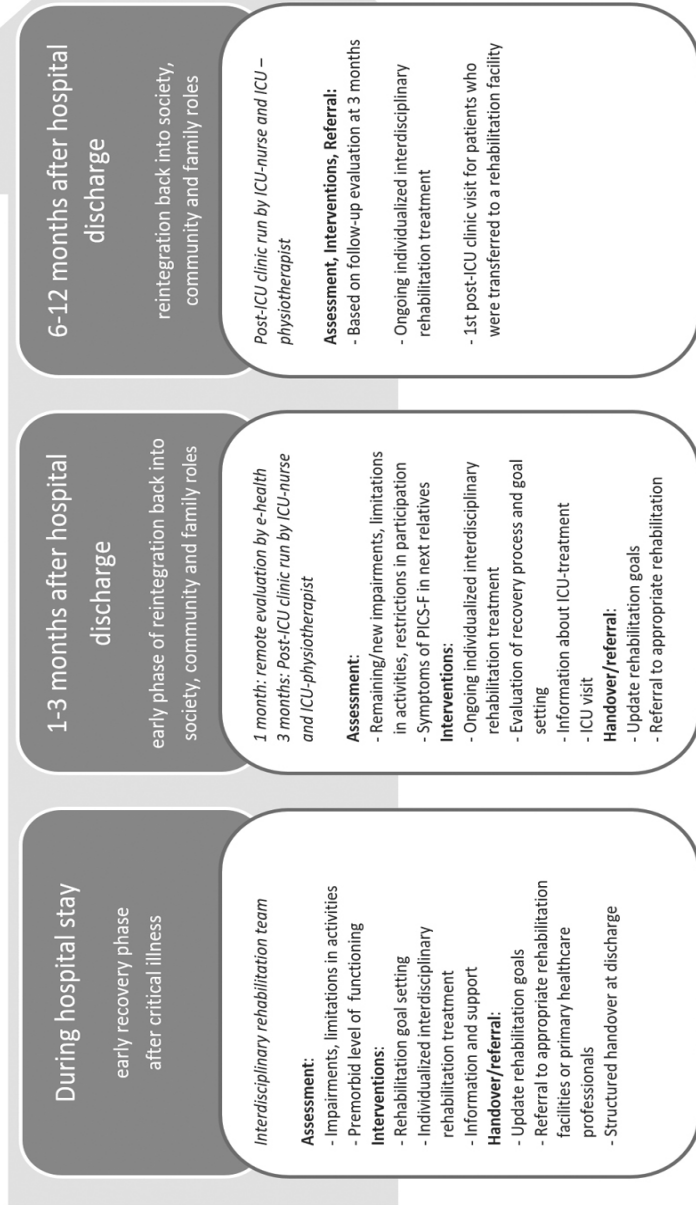 During hospital stay
early recovery phase
after critical illness
Interdisciplinary rehabilitation team
Assessment:
- Impairments, limitations in activities
- Premorbid level of functioning
Interventions:
- Rehabilitation goal setting
- Individualized interdisciplinary
rehabilitation treatment
- Information and support
Handover/referral:
- Update rehabilitation goals
- Referral to appropriate rehabilitation
facilities or primary healthcare
professionals
- Structured handover at discharge
1-3 months after hospital
discharge
early phase of reintegration back into
society, community and family roles
1 month: remote evaluation by e-health
3 months: Post-ICU clinic run by ICU-nurse
and ICU-physiotherapist
Assessment:
- Remaining/new impairments, limitations
in activities, restrictions in participation
- Symptoms of PICS-F in next relatives
Interventions:
- Ongoing individualized interdisciplinary
rehabilitation treatment
- Evaluation of recovery process and goal
setting
- Information about ICU-treatment
- ICU visit
Handover/referral:
- Update rehabilitation goals
- Referral to appropriate rehabilitation
6-12 months after hospital
discharge
reintegration back into society,
community and family roles
Post-ICU clinic run by ICU-nurse and ICU –
physiotherapist
Assessment, Interventions, Referral:
- Based on follow-up evaluation at 3 months
- Ongoing individualized interdisciplinary
rehabilitation treatment
- 1st post-ICU clinic visit for patients who
were transferred to a rehabilitation facility